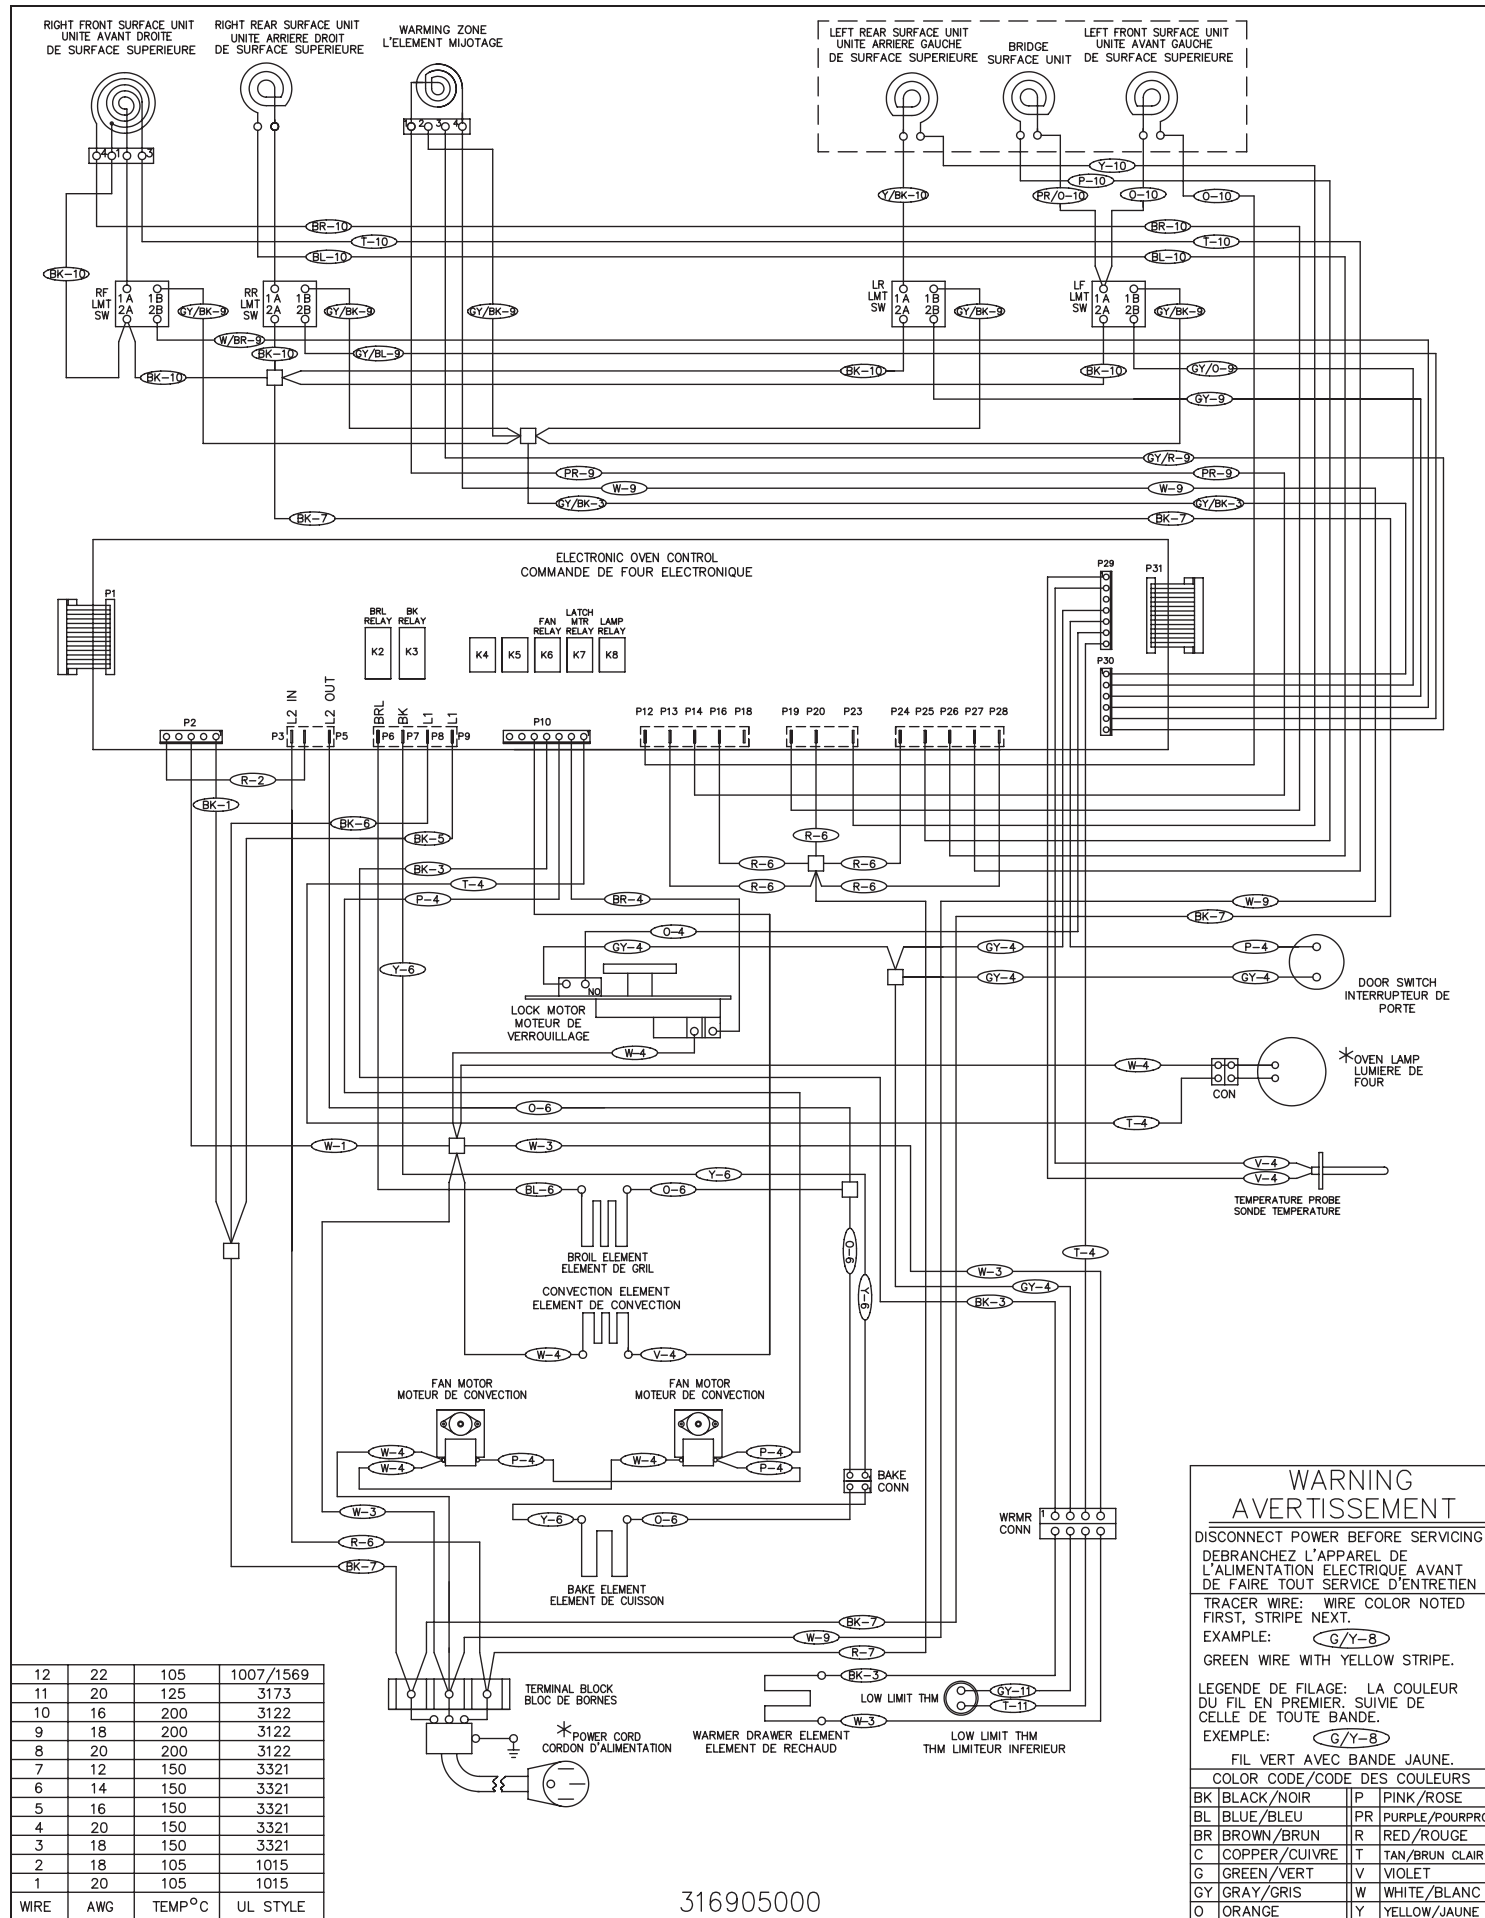 RIGHT FRONT SURFACE UNIT
UNITE AVANT DROITE
DE SURFACE SUPERIEURE
RIGHT REAR SURFACE UNIT
UNITE ARRIERE DROIT
DE SURFACE SUPERIEURE
WARMING ZONE
L'ELEMENT MIJOTAGE
LEFT REAR SURFACE UNIT
UNITE ARRIERE GAUCHE
DE SURFACE SUPERIEURE
BRIDGE
SURFACE UNIT
LEFT FRONT SURFACE UNIT
UNITE AVANT GAUCHE
DE SURFACE SUPERIEURE
4 1 3
1 2 3 4
Y-10
P-10
Y/BK-10 PR/O-10 O-10 O-10
BR-10 BR-10
T-10 T-10
BL-10 BL-10
BK-10
RF LMT SW 1A 1B 2A 2B GY/BK-9
RR LMT SW 1A 1B 2A 2B GY/BK-9
GY/BK-9
LR LMT SW 1A 1B 2A 2B GY/BK-9
LF LMT SW 1A 1B 2A 2B GY/BK-9
W/BR-9
BK-10 GY/BL-9
BK-10 BK-10 BK-10 GY/O-9
GY-9
GY/R-9
PR-9 PR-9
W-9 W-9
GY/BK-3 GY/BK-3
BK-7 BK-7
ELECTRONIC OVEN CONTROL
COMMANDE DE FOUR ELECTRONIQUE
P1 P29 P31
BRL RELAY K2
BK RELAY K3
K4
K5
FAN RELAY K6
LATCH MTR RELAY K7
LAMP RELAY K8
P30
L2 IN L2 OUT BRL BK L1 L1
P2 P3 P5 P6 P7 P8 P9 P10 P12 P13 P14 P16 P18 P19 P20 P23 P24 P25 P26 P27 P28
R-2
BK-1
BK-6
BK-5 R-6
BK-3 R-6 R-6
T-4 R-6 R-6
P-4 BR-4 W-9
BK-7
O-4
GY-4 GY-4 P-4
Y-6 GY-4 GY-4
NO
DOOR SWITCH
INTERRUPTEUR DE
PORTE
LOCK MOTOR
MOTEUR DE
VERROUILLAGE
W-4 W-4
OVEN LAMP
LUMIERE DE
FOUR
CON
O-6 T-4
W-1 W-3
V-4
V-4
TEMPERATURE PROBE
SONDE TEMPERATURE
Y-6
BL-6 O-6
BROIL ELEMENT
ELEMENT DE GRIL
O-6 T-4
W-3
Y-6 GY-4
BK-3
CONVECTION ELEMENT
ELEMENT DE CONVECTION
W-4 V-4
FAN MOTOR
MOTEUR DE CONVECTION
FAN MOTOR
MOTEUR DE CONVECTION
W-4 P-4 W-4 P-4
W-4 P-4
BAKE
CONN
W-3 Y-6 O-6
WRMR
CONN
1
R-6
BK-7
BAKE ELEMENT
ELEMENT DE CUISSON
BK-7
W-9
R-7
TERMINAL BLOCK
BLOC DE BORNES
POWER CORD
CORDON D'ALIMENTATION
BK-3
W-3
WARMER DRAWER ELEMENT
ELEMENT DE RECHAUD
LOW LIMIT THM
GY-11
T-11
LOW LIMIT THM
THM LIMITEUR INFERIEUR
WARNING
AVERTISSEMENT
DISCONNECT POWER BEFORE SERVICING
DEBRANCHEZ L'APPAREL DE
L'ALIMENTATION ELECTRIQUE AVANT
DE FAIRE TOUT SERVICE D'ENTRETIEN
TRACER WIRE: WIRE COLOR NOTED
FIRST, STRIPE NEXT.
EXAMPLE: G/Y-8
GREEN WIRE WITH YELLOW STRIPE.
LEGENDE DE FILAGE: LA COULEUR
DU FIL EN PREMIER. SUIVIE DE
CELLE DE TOUTE BANDE.
EXEMPLE: G/Y-8
FIL VERT AVEC BANDE JAUNE.
COLOR CODE/CODE DES COULEURS
BK BLACK/NOIR P PINK/ROSE
BL BLUE/BLEU PR PURPLE/POURPRE
BR BROWN/BRUN R RED/ROUGE
C COPPER/CUIVRE T TAN/BRUN CLAIR
G GREEN/VERT V VIOLET
GY GRAY/GRIS W WHITE/BLANC
O ORANGE Y YELLOW/JAUNE
12 22 105 1007/1569
11 20 125 3173
10 16 200 3122
9 18 200 3122
8 20 200 3122
7 12 150 3321
6 14 150 3321
5 16 150 3321
4 20 150 3321
3 18 150 3321
2 18 105 1015
1 20 105 1015
WIRE AWG TEMP°C UL STYLE
316905000